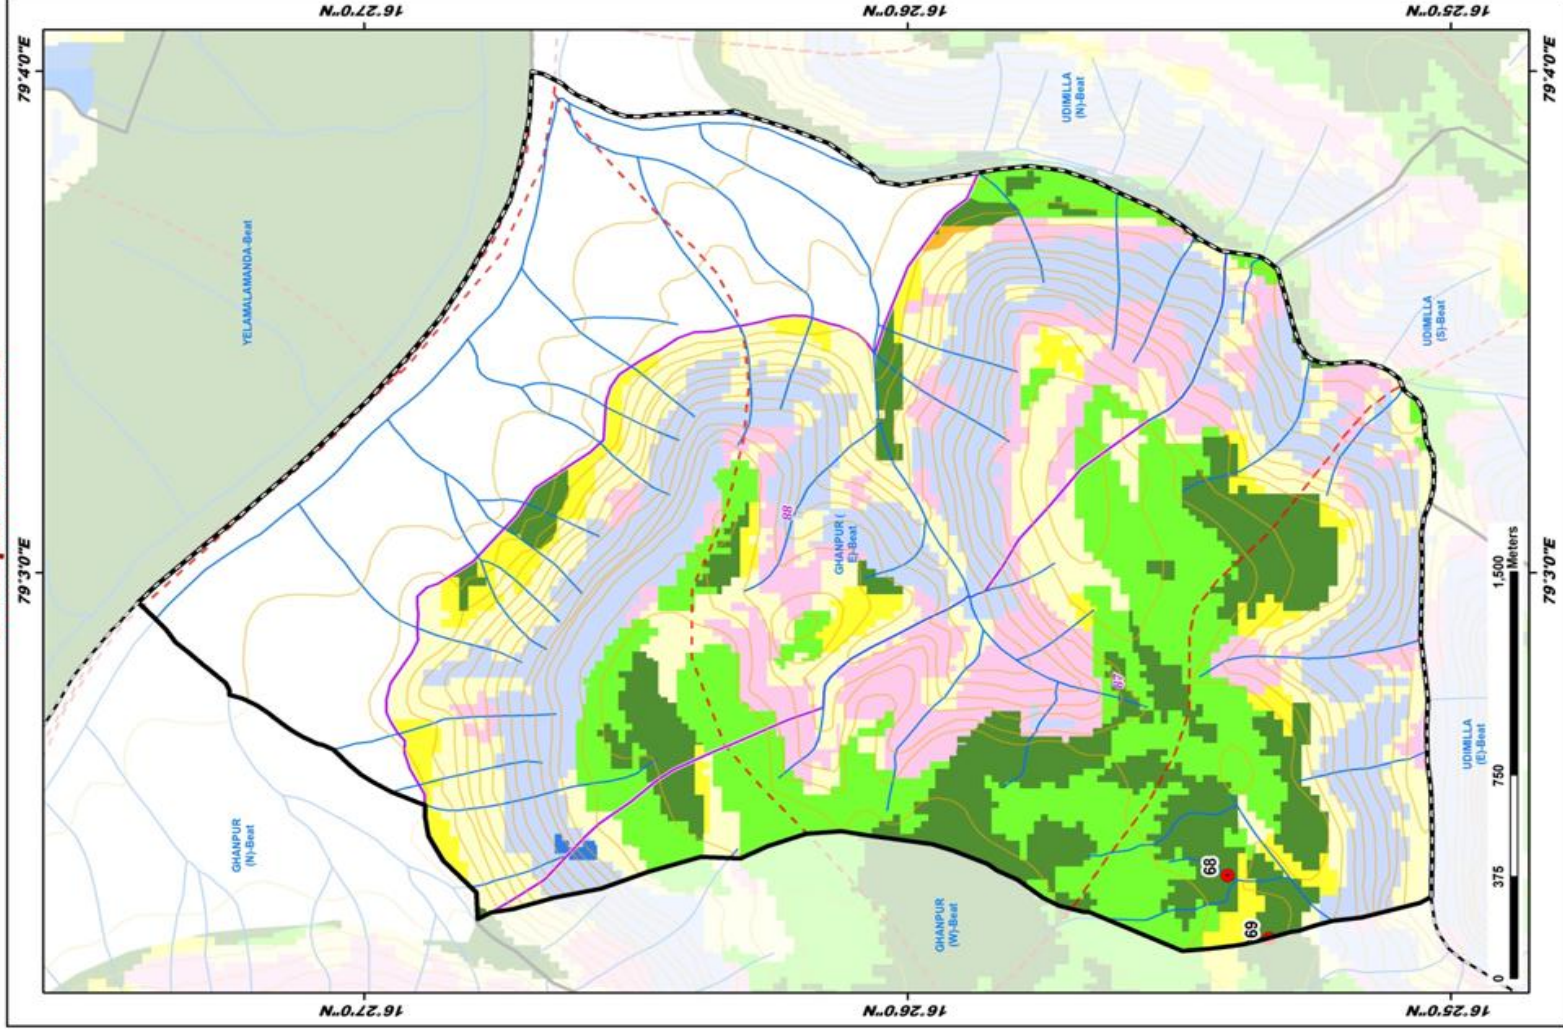 16°27'0"N
16°26'0"N
16°25'0"N
79°4'0"E
79°4'0"E
YELAMALAMANDA-Beat
UDIMILLA
(N)-Beat
UDIMILLA
(S)-Beat
88
GHANPUR (
E)-Beat
79°3'0"E
79°3'0"E
87
GHANPUR
(N)-Beat
GHANPUR
(W)-Beat
UDIMILLA
(E)-Beat
68
69
0
375
750
1,500
Meters
16°27'0"N
16°26'0"N
16°25'0"N